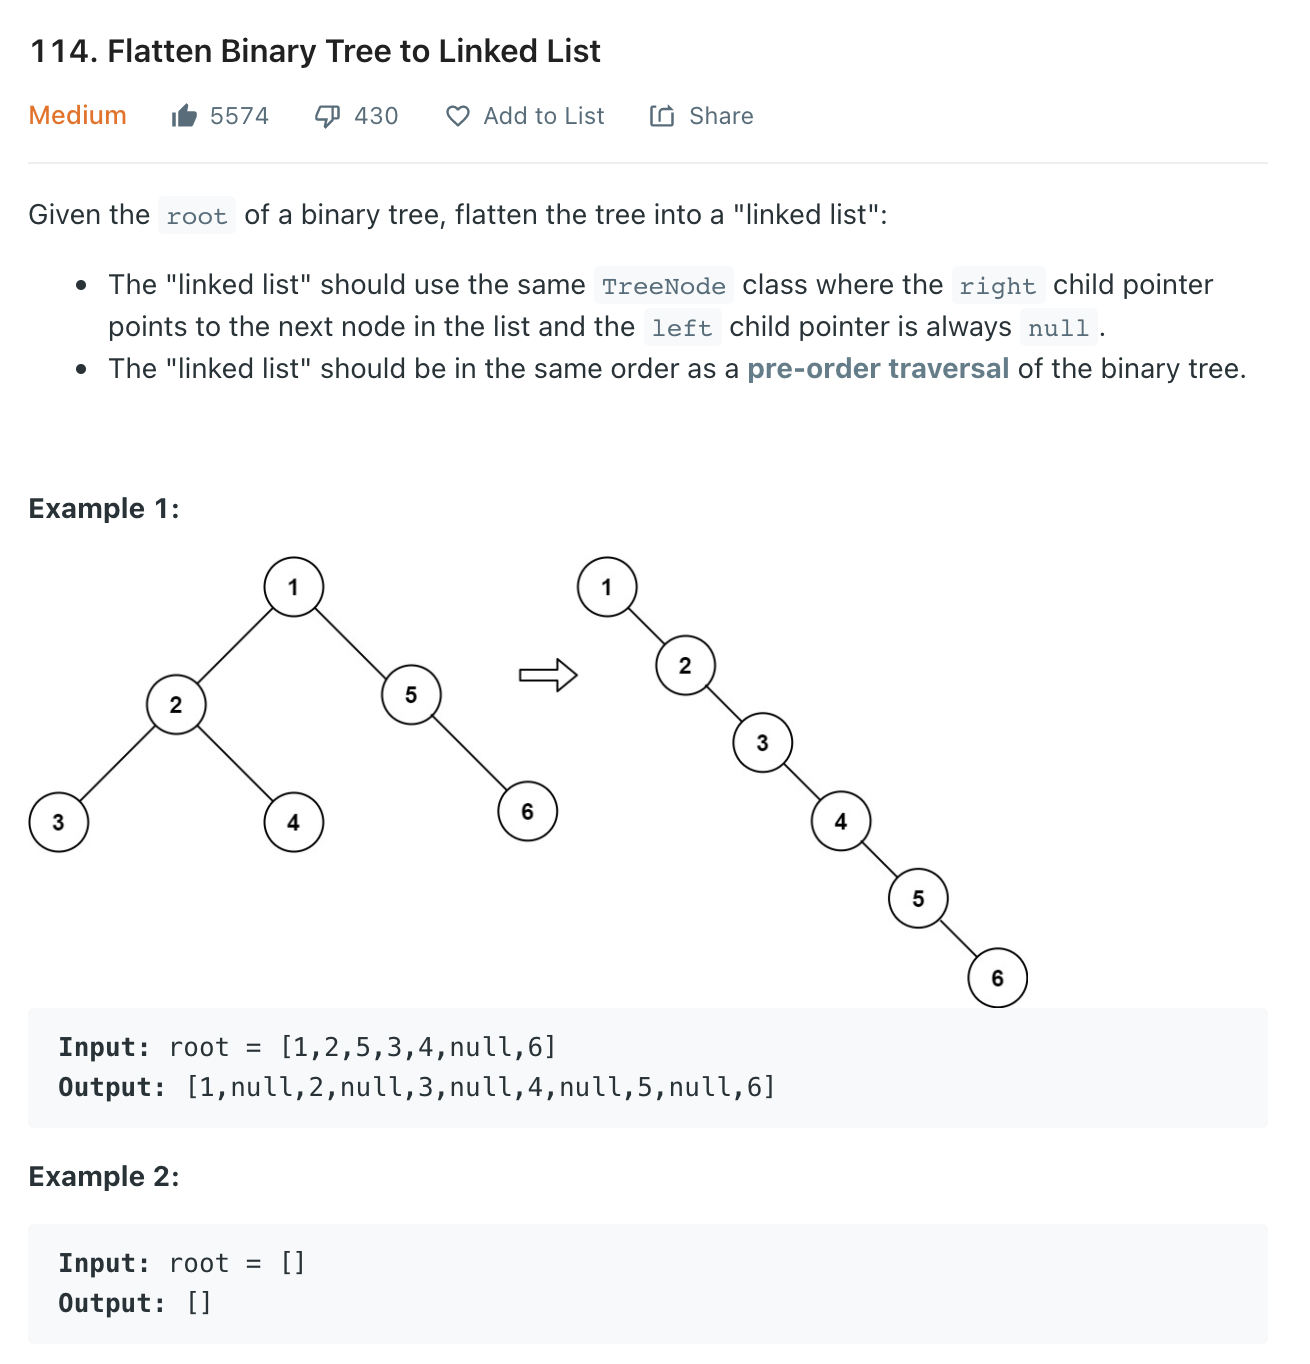 114. Flatten Binary Tree to Linked List
Medium 5574 430 Add to List Share
Given the root of a binary tree, flatten the tree into a "linked list":
• The "linked list" should use the same TreeNode class where the right child pointer
points to the next node in the list and the left child pointer is always null.
• The "linked list" should be in the same order as a pre-order traversal of the binary tree.
Example 1:
1
2 5
3 4 6
1
2
3
4
5
6
Input: root = [1,2,5,3,4,null,6]
Output: [1,null,2,null,3,null,4,null,5,null,6]
Example 2:
Input: root = []
Output: []